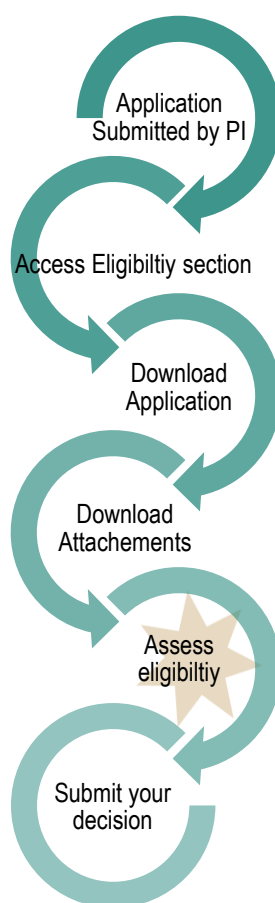 Application
Submitted by PI
Access Eligibiltiy section
Download
Application
Download
Attachements
Assess
eligibiltiy
Submit your
decision